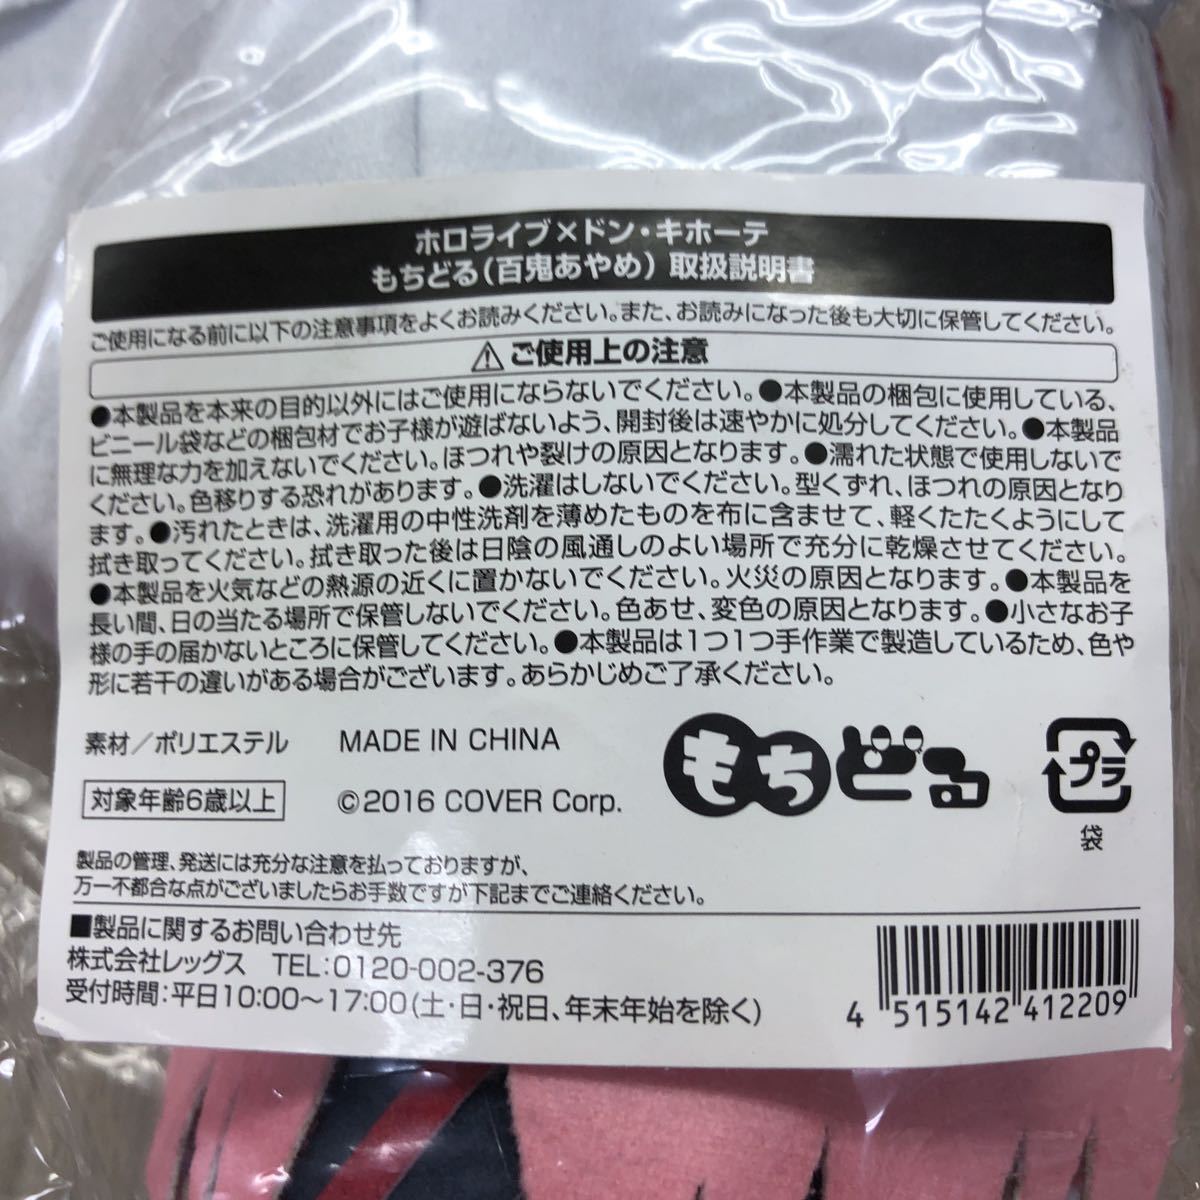 ホロライブ×ドン・キホーテ
もちどる(百鬼あやめ) 取扱説明書
ご使用になる前に以下の注意事項をよくお読みください。また、お読みになった後も大切に保管してください。
⚠ご使用上の注意
●本製品を本来の目的以外にはご使用にならないでください。●本製品の梱包に使用している、
ビニール袋などの梱包材でお子様が遊ばないよう、開封後は速やかに処分してください。●本製品
に無理な力を加えないでください。ほつれや裂けの原因となります。●濡れた状態で使用しないで
ください。色移りする恐れがあります。●洗濯はしないでください。型くずれ、ほつれの原因となり
ます。●汚れたときは、洗濯用の中性洗剤を薄めたものを布に含ませて、軽くたたくようにして
拭き取ってください。拭き取った後は日陰の風通しのよい場所で充分に乾燥させてください。
●本製品を火気などの熱源の近くに置かないでください。火災の原因となります。●本製品を
長い間、日の当たる場所で保管しないでください。色あせ、変色の原因となります。●小さなお子
様の手の届かないところに保管してください。●本製品は1つ1つ手作業で製造しているため、色や
形に若干の違いがある場合がございます。あらかじめご了承ください。
素材／ポリエステル MADE IN CHINA
対象年齢6歳以上 ©2016 COVER Corp.
もちどる
プラ
袋
製品の管理、発送には充分な注意を払っておりますが、
万一不都合な点がございましたらお手数ですが下記までご連絡ください。
■製品に関するお問い合わせ先
株式会社レッグス TEL:0120-002-376
受付時間:平日10:00～17:00(土・日・祝日、年末年始を除く)
4 515142 412209